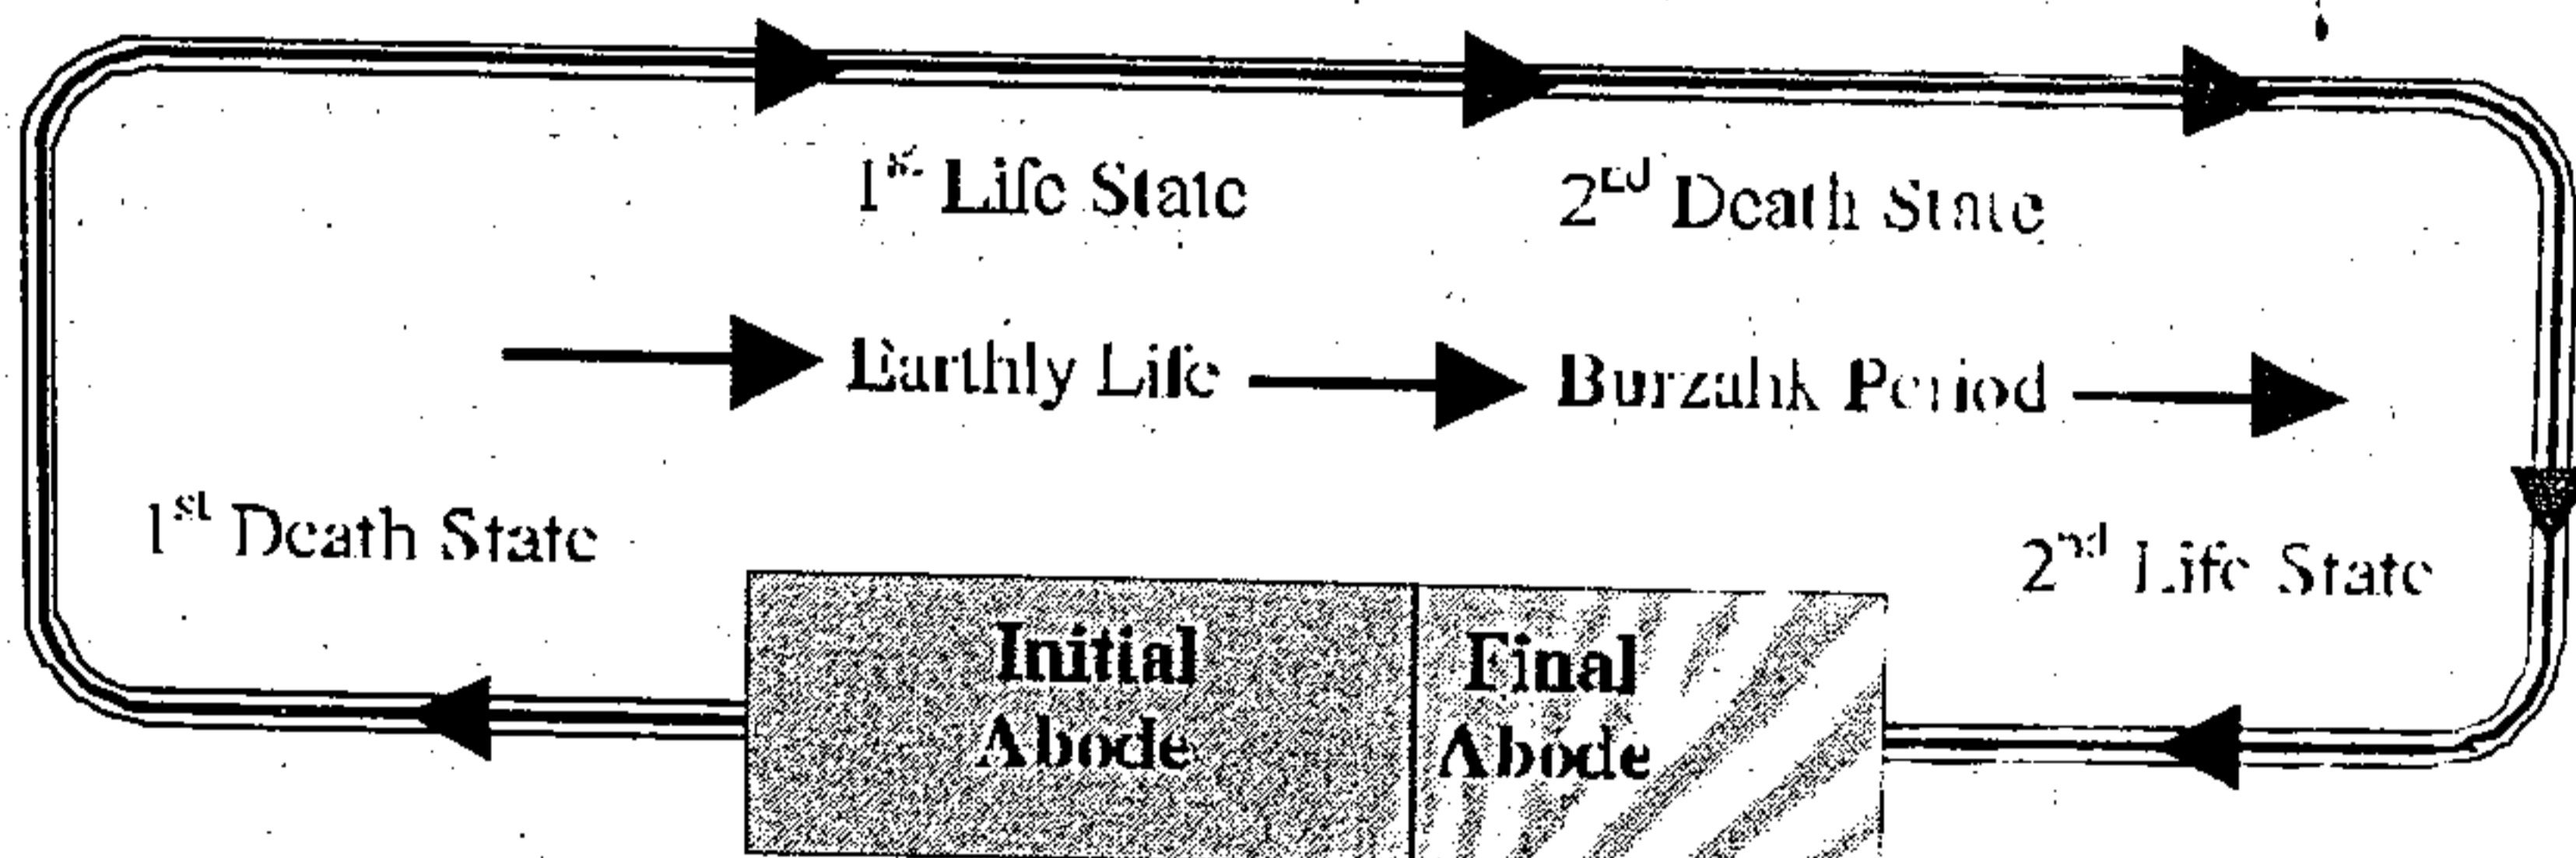 1st Life State
2nd Death State
Earthly Life
Burzahk Period
1st Death State
2nd Life State
Initial
Abode
Final
Abode